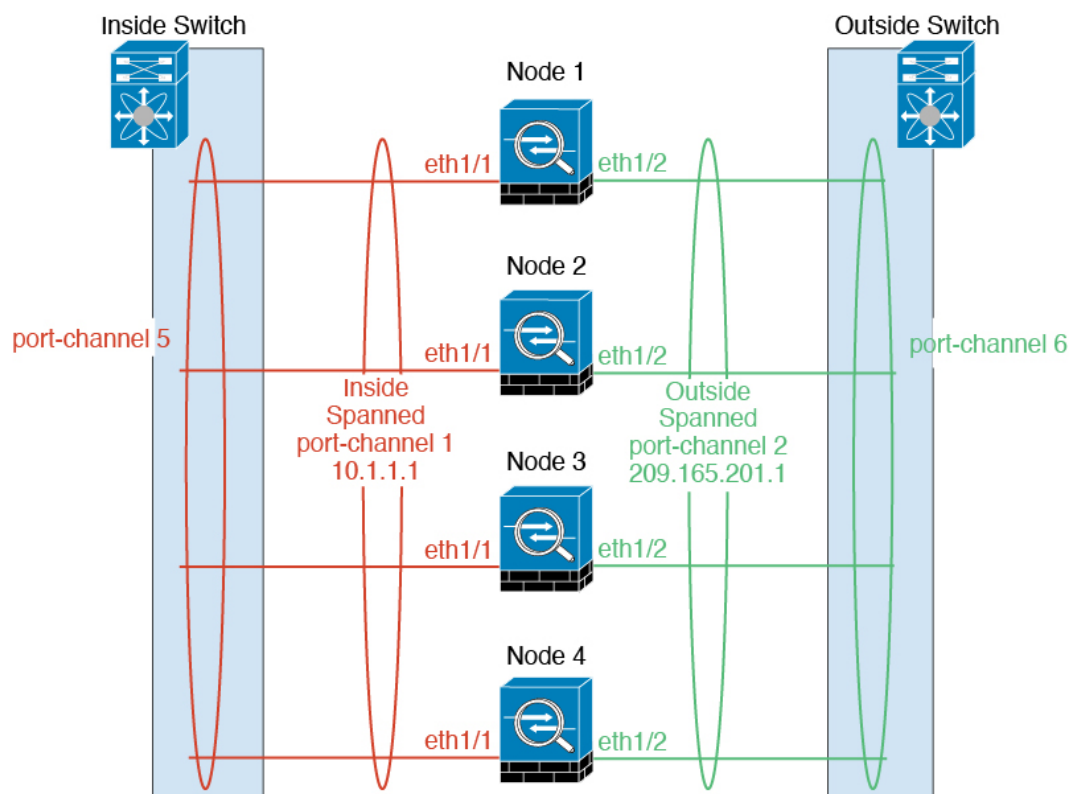 Inside Switch
Outside Switch
Node 1
eth1/1
eth1/2
Node 2
port-channel 5
eth1/1
eth1/2
port-channel 6
Inside
Spanned
port-channel 1
10.1.1.1
Outside
Spanned
port-channel 2
209.165.201.1
Node 3
eth1/1
eth1/2
Node 4
eth1/1
eth1/2